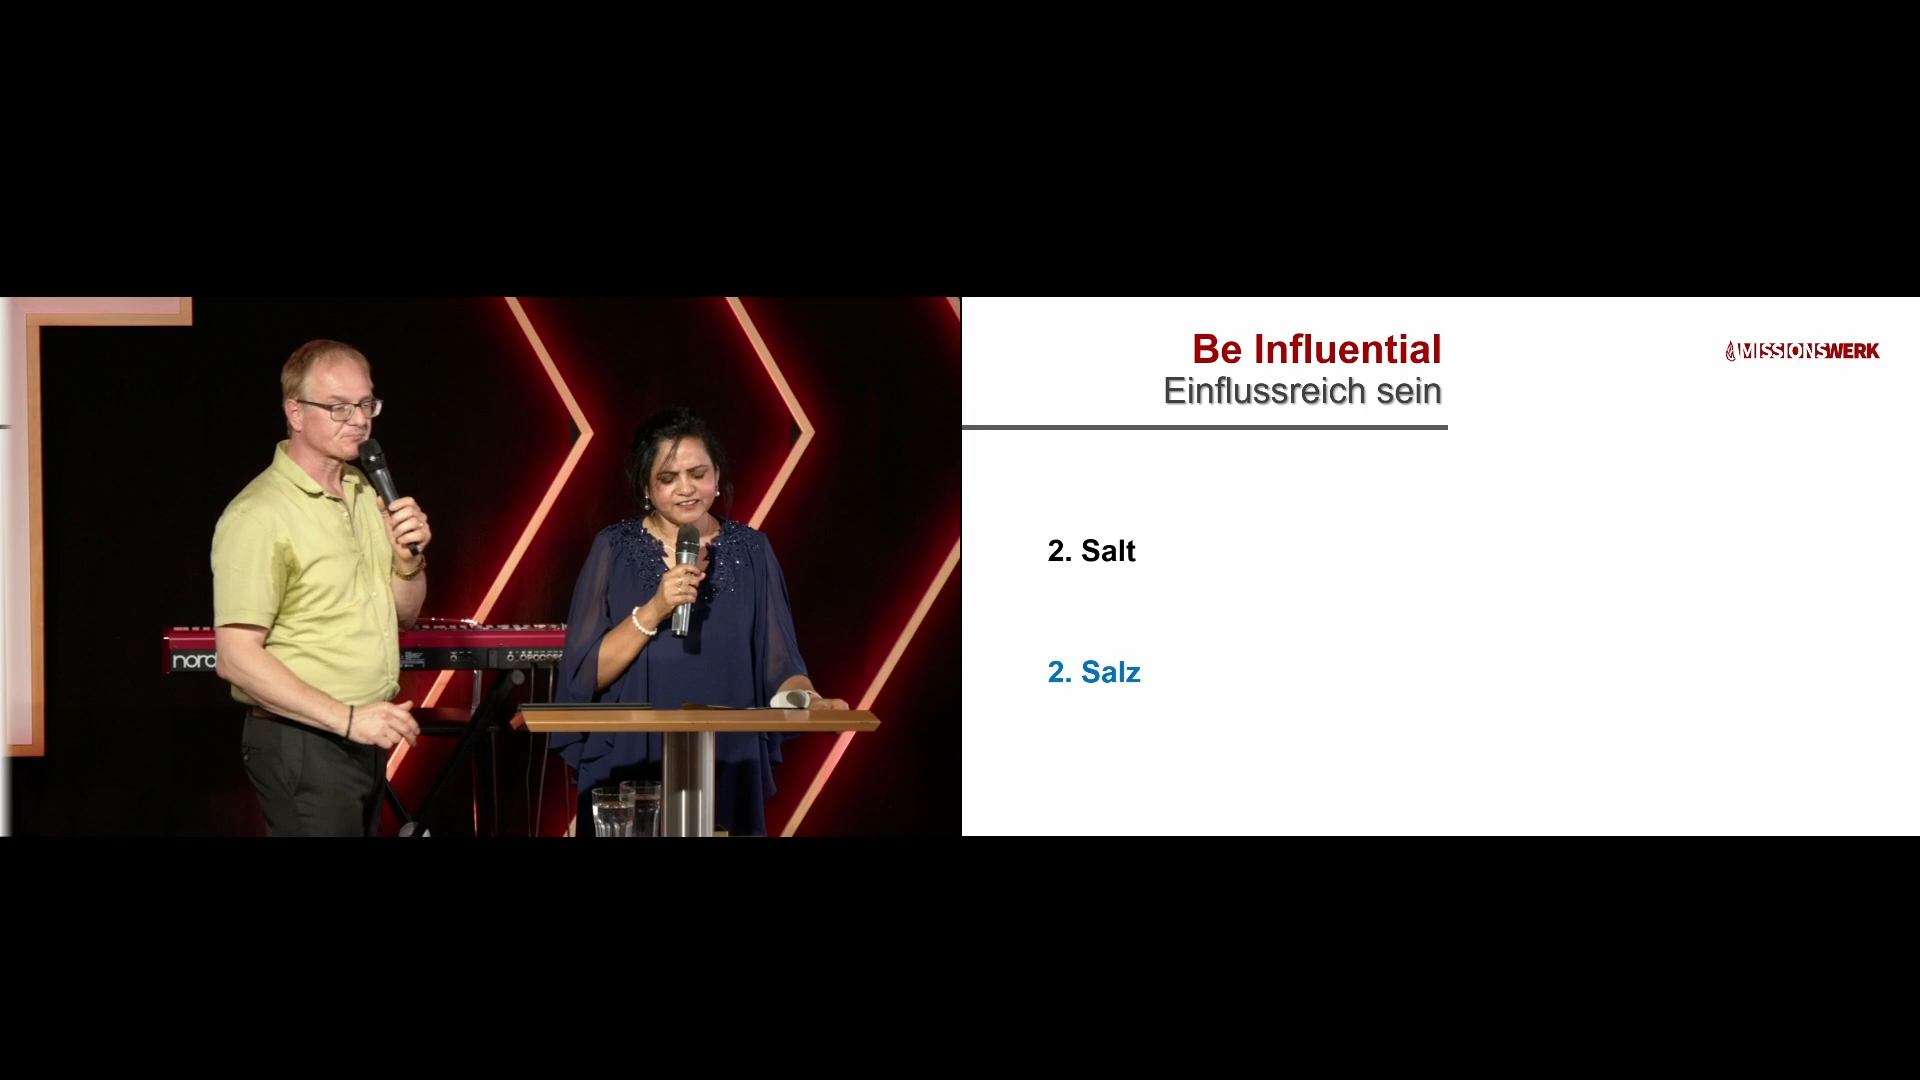 Be Influential
Einflussreich sein
MISSIONSWERK
2. Salt
2. Salz
nord